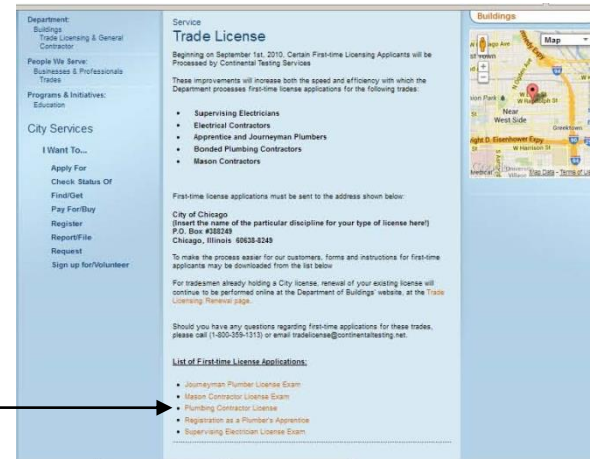 Department:
Buildings
Trade Licensing & General
Contractor
People We Serve:
Businesses & Professionals
Trades
Programs & Initiatives:
Education
City Services
I Want To...
Apply For
Check Status Of
Find/Get
Pay For/Buy
Register
Report/File
Request
Sign up for/Volunteer
Service
Trade License
Beginning on September 1st, 2010, Certain First-time Licensing Applicants will be
Processed by Continental Testing Services
These improvements will increase both the speed and efficiency with which the
Department processes first-time license applications for the following trades:
• Supervising Electricians
• Electrical Contractors
• Apprentice and Journeyman Plumbers
• Bonded Plumbing Contractors
• Mason Contractors
First-time license applications must be sent to the address shown below:
City of Chicago
(Insert the name of the particular discipline for your type of license here!)
P.O. Box #388249
Chicago, Illinois 60638-8249
To make the process easier for our customers, forms and instructions for first-time
applicants may be downloaded from the list below
For tradesmen already holding a City license, renewal of your existing license will
continue to be performed online at the Department of Buildings' website, at the Trade
Licensing Renewal page.
Should you have any questions regarding first-time applications for these trades,
please call (1-800-359-1313) or email tradelicense@continentaltesting.net.
List of First-time License Applications:
• Journeyman Plumber License Exam
• Mason Contractor License Exam
• Plumbing Contractor License
• Registration as a Plumber's Apprentice
• Supervising Electrician License Exam
Buildings
Map
Near
West Side
Greektown
W Harrison St
Map Data - Terms of Use